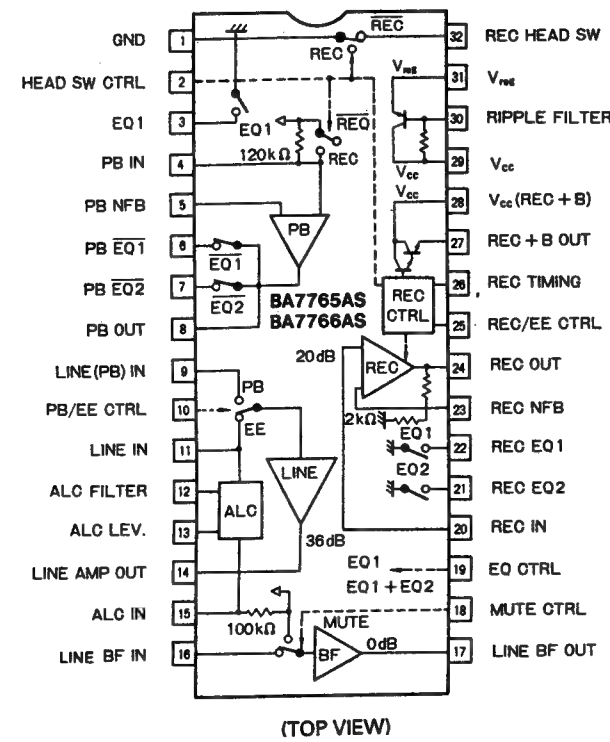 GND 1
HEAD SW CTRL 2
EQ1 3
PB IN 4
PB NFB 5
PB EQ1 6
PB EQ2 7
PB OUT 8
LINE(PB) IN 9
PB/EE CTRL 10
LINE IN 11
ALC FILTER 12
ALC LEV. 13
LINE AMP OUT 14
ALC IN 15
LINE BF IN 16
REC
REC
EQ1
REC
REC
120kΩ
PB
EQ1
EQ2
BA7765AS
BA7766AS
PB
EE
ALC
LINE
36dB
100kΩ
MUTE
BF
0dB
Vreg
Vcc
Vcc
REC
CTRL
20dB
REC
2kΩ
EQ1
EQ2
EQ1
EQ1+EQ2
32 REC HEAD SW
31 Vreg
30 RIPPLE FILTER
29 Vcc
28 Vcc(REC+B)
27 REC+B OUT
26 REC TIMING
25 REC/EE CTRL
24 REC OUT
23 REC NFB
22 REC EQ1
21 REC EQ2
20 REC IN
19 EQ CTRL
18 MUTE CTRL
17 LINE BF OUT
(TOP VIEW)